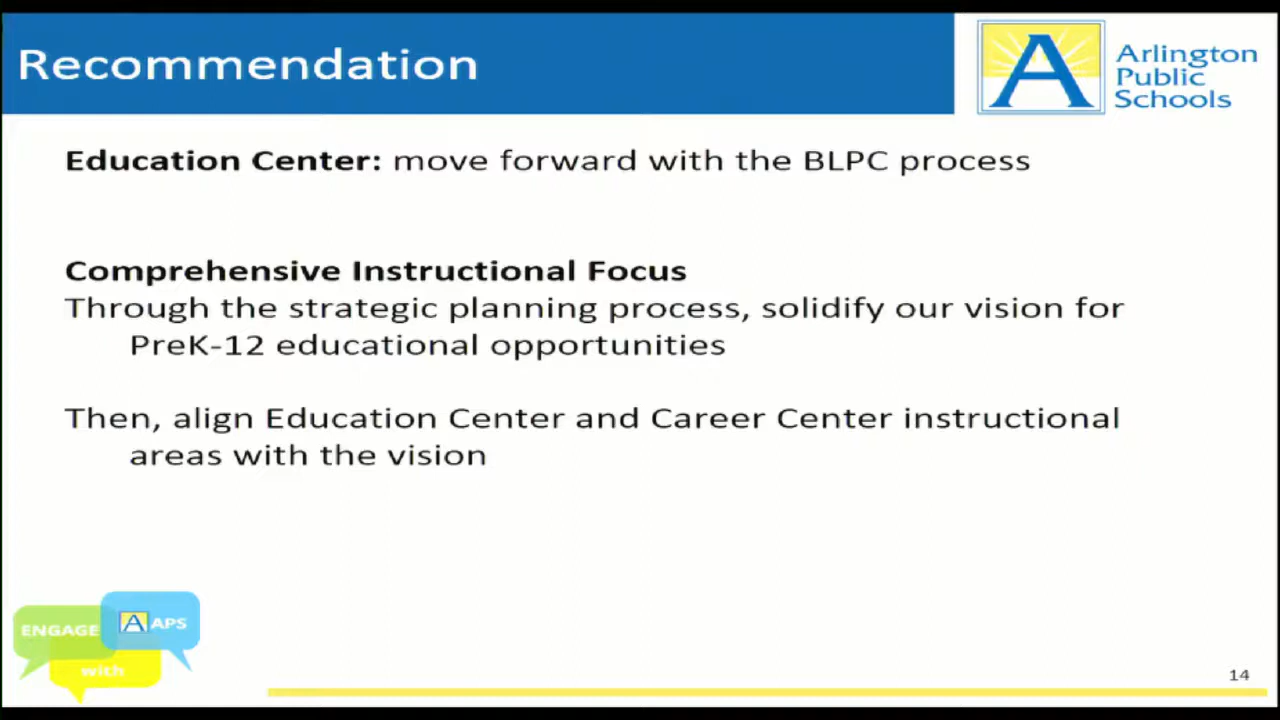 Recommendation
A
Arlington
Public
Schools
Education Center: move forward with the BLPC process
Comprehensive Instructional Focus
Through the strategic planning process, solidify our vision for
PreK-12 educational opportunities
Then, align Education Center and Career Center instructional
areas with the vision
ENGAGE
with
A APS
14